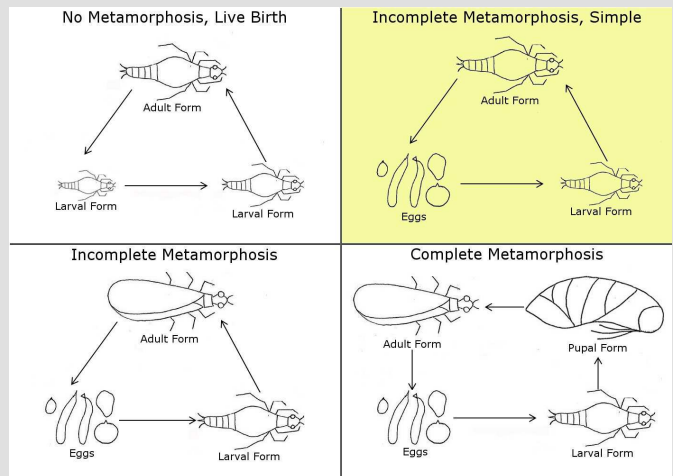 No Metamorphosis, Live Birth
Adult Form
Larval Form
Larval Form
Incomplete Metamorphosis, Simple
Adult Form
Eggs
Larval Form
Incomplete Metamorphosis
Adult Form
Eggs
Larval Form
Complete Metamorphosis
Adult Form
Pupal Form
Eggs
Larval Form